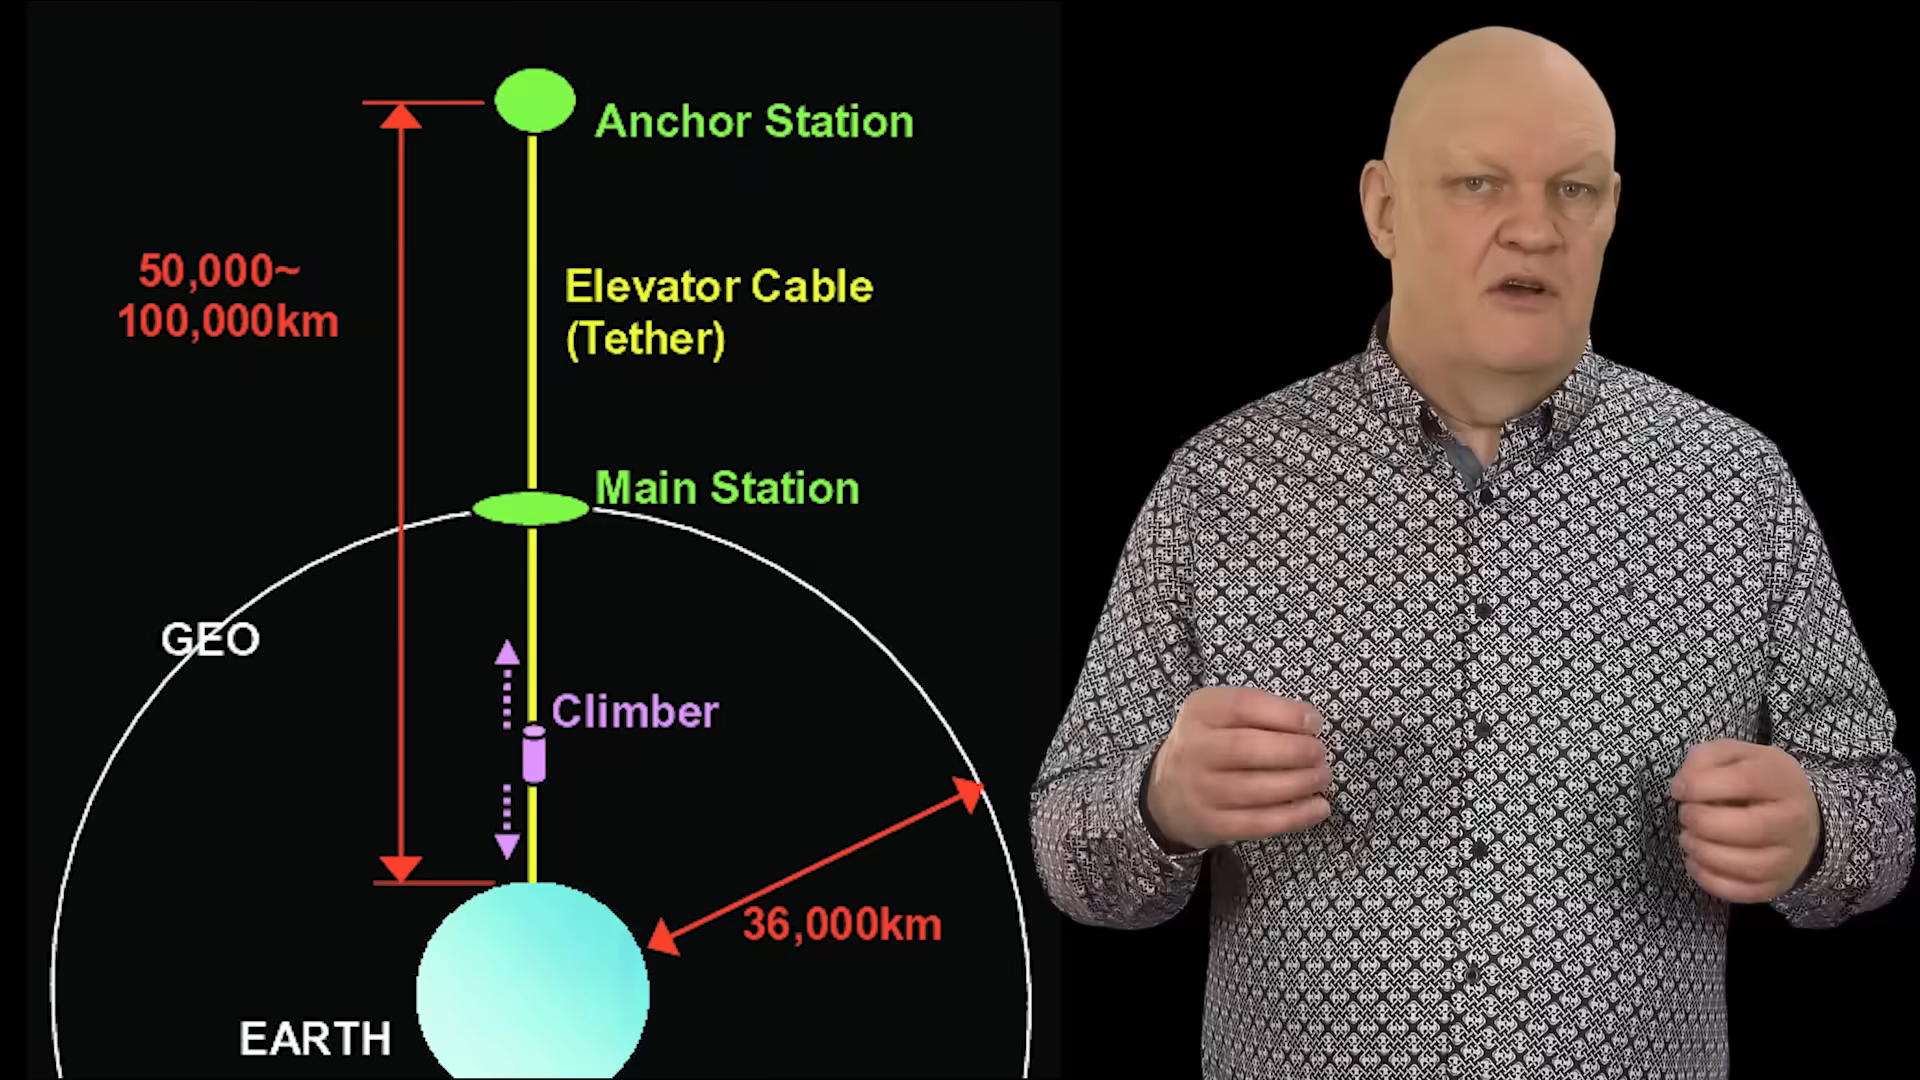 Anchor Station
50,000~
100,000km
Elevator Cable
(Tether)
Main Station
GEO
Climber
36,000km
EARTH